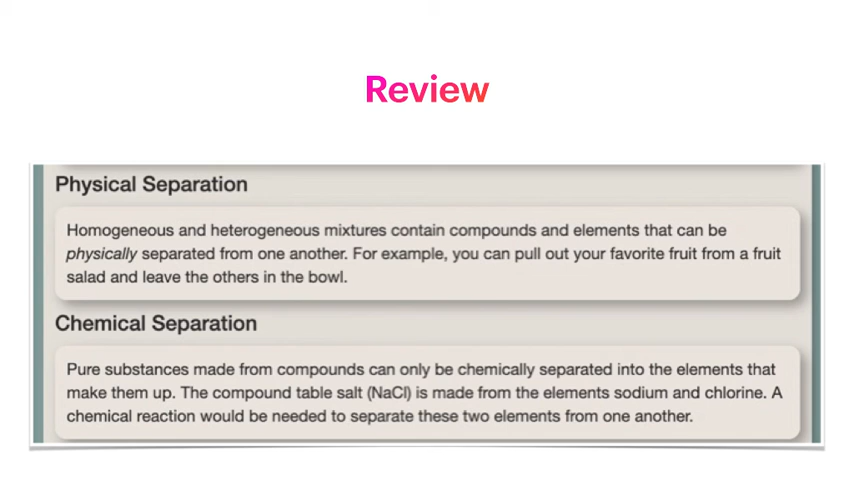 Review
Physical Separation
Homogeneous and heterogeneous mixtures contain compounds and elements that can be
physically separated from one another. For example, you can pull out your favorite fruit from a fruit
salad and leave the others in the bowl.
Chemical Separation
Pure substances made from compounds can only be chemically separated into the elements that
make them up. The compound table salt (NaCl) is made from the elements sodium and chlorine. A
chemical reaction would be needed to separate these two elements from one another.